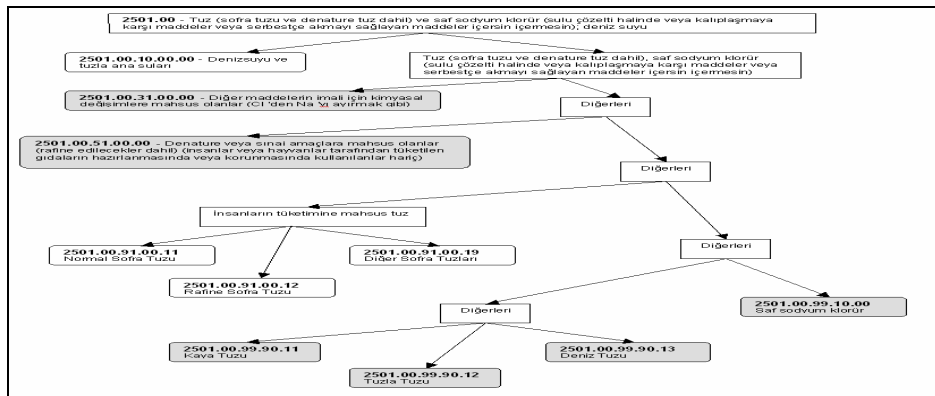 2501.00 - Tuz (sofra tuzu ve denature tuz dahil) ve saf sodyum klorür (sulu çözelti halinde veya kalıplaşmaya
karşı maddeler veya serbestçe akmayı sağlayan maddeler içersin içermesin); deniz suyu
2501.00.10.00.00 - Denizsuyu ve
tuzla ana suları
Tuz (sofra tuzu ve denature tuz dahil), saf sodyum klorür
(sulu çözelti halinde veya kalıplaşmaya karşı maddeler veya
serbestçe akmayı sağlayan maddeler içersin içermesin)
2501.00.31.00.00 - Diğer maddelerin imali için kimyasal
değişimlere mahsus olanlar (Cl 'den Na 'yı ayırmak gibi)
Diğerleri
2501.00.51.00.00 - Denature veya sınai amaçlara mahsus olanlar
(rafine edilecekler dahil) (insanlar veya hayvanlar tarafından tüketilen
gıdaların hazırlanmasında veya korunmasında kullanılanlar hariç)
Diğerleri
İnsanların tüketimine mahsus tuz
2501.00.91.00.11
Normal Sofra Tuzu
2501.00.91.00.19
Diğer Sofra Tuzları
2501.00.91.00.12
Rafine Sofra Tuzu
Diğerleri
Diğerleri
2501.00.99.10.00
Saf sodyum klorür
2501.00.99.90.11
Kaya Tuzu
2501.00.99.90.13
Deniz Tuzu
2501.00.99.90.12
Tuzla Tuzu